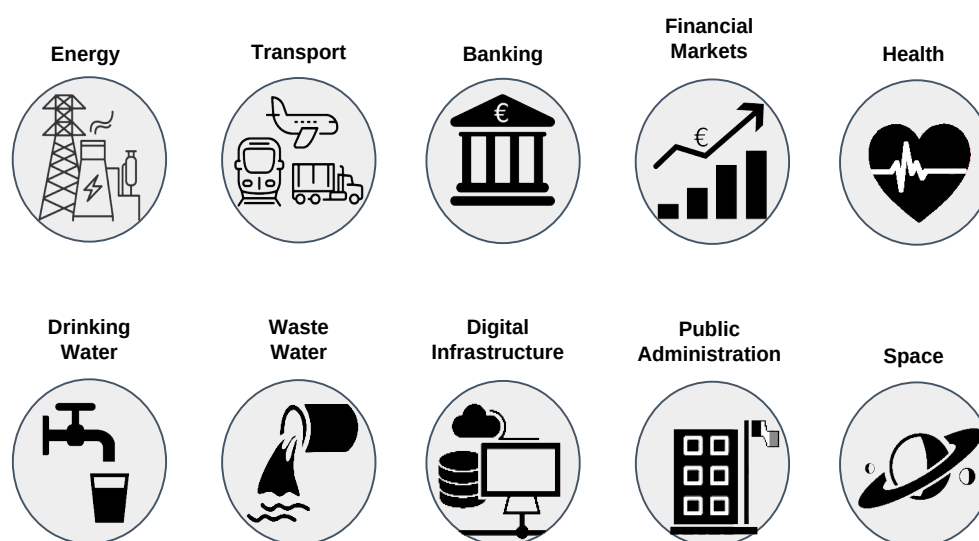 Energy
Transport
Banking
Financial
Markets
Health
€
€
Drinking
Water
Waste
Water
Digital
Infrastructure
Public
Administration
Space